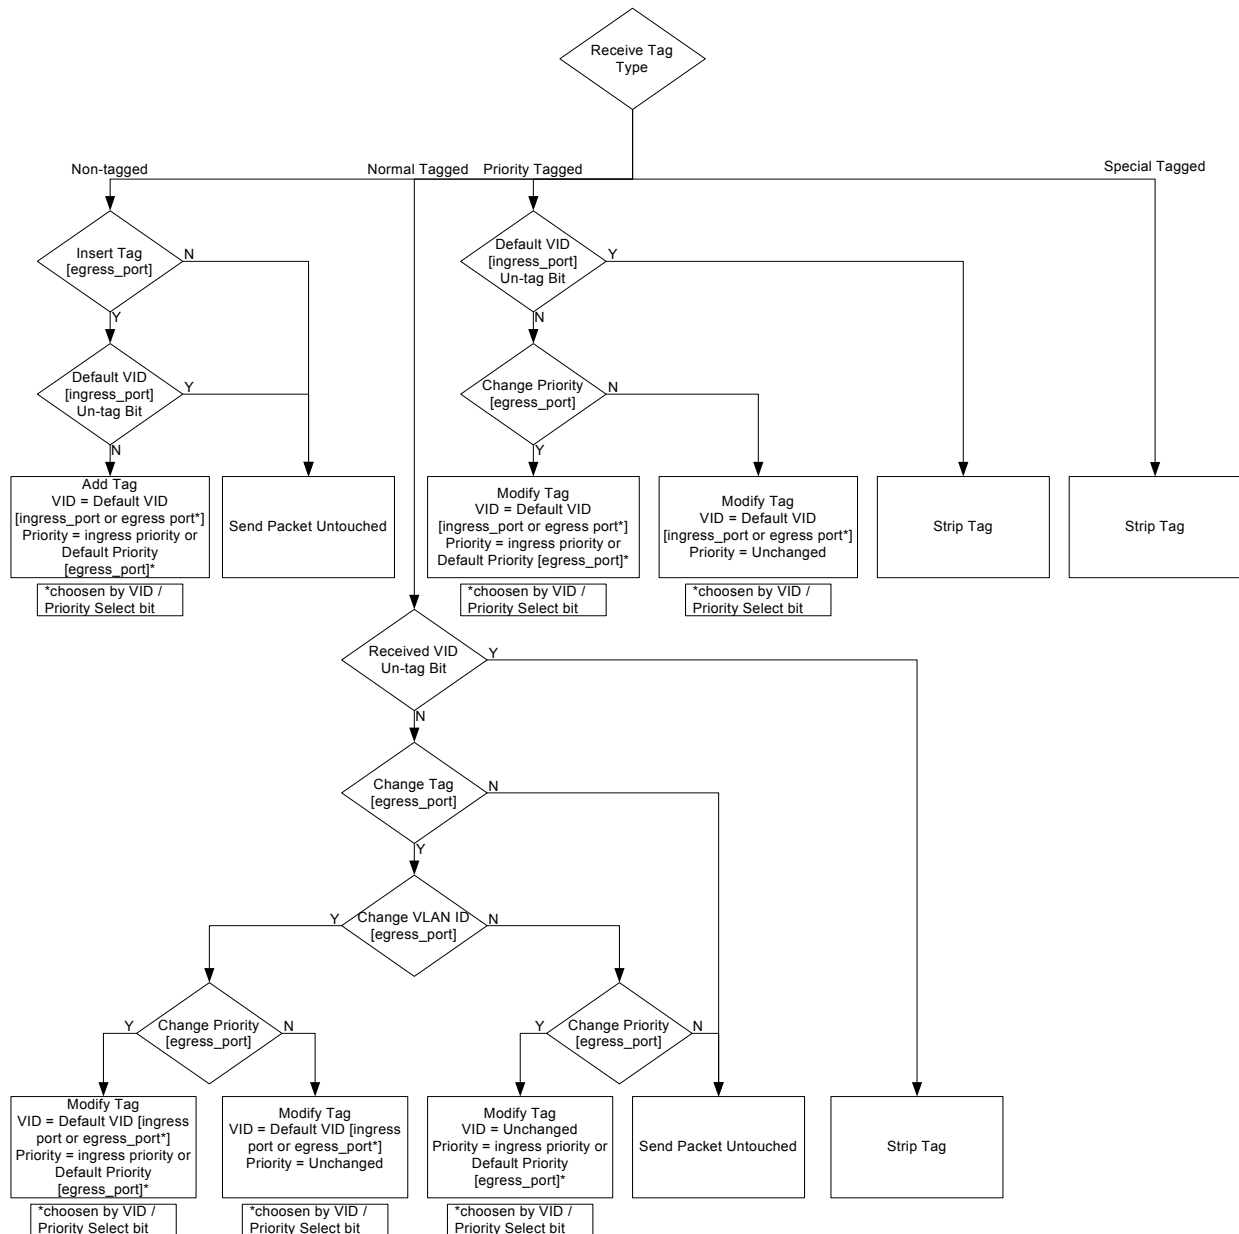 Receive Tag
Type
Non-tagged
Normal Tagged
Priority Tagged
Special Tagged
Insert Tag
[egress_port]
N
Y
Default VID
[ingress_port]
Un-tag Bit
Y
N
Default VID
[ingress_port]
Un-tag Bit
Y
N
Change Priority
[egress_port]
N
Y
Add Tag
VID = Default VID
[ingress_port or egress port*]
Priority = ingress priority or
Default Priority
[egress_port]*
*choosen by VID /
Priority Select bit
Send Packet Untouched
Modify Tag
VID = Default VID
[ingress_port or egress port*]
Priority = ingress priority or
Default Priority [egress_port]*
*choosen by VID /
Priority Select bit
Modify Tag
VID = Default VID
[ingress_port or egress port*]
Priority = Unchanged
*choosen by VID /
Priority Select bit
Strip Tag
Strip Tag
Received VID
Un-tag Bit
Y
N
Change Tag
[egress_port]
N
Y
Change VLAN ID
[egress_port]
Y
N
Change Priority
[egress_port]
Y
N
Change Priority
[egress_port]
Y
N
Modify Tag
VID = Default VID [ingress
port or egress_port*]
Priority = ingress priority or
Default Priority
[egress_port]*
*choosen by VID /
Priority Select bit
Modify Tag
VID = Default VID [ingress
port or egress_port*]
Priority = Unchanged
*choosen by VID /
Priority Select bit
Modify Tag
VID = Unchanged
Priority = ingress priority or
Default Priority
[egress_port]*
*choosen by VID /
Priority Select bit
Send Packet Untouched
Strip Tag